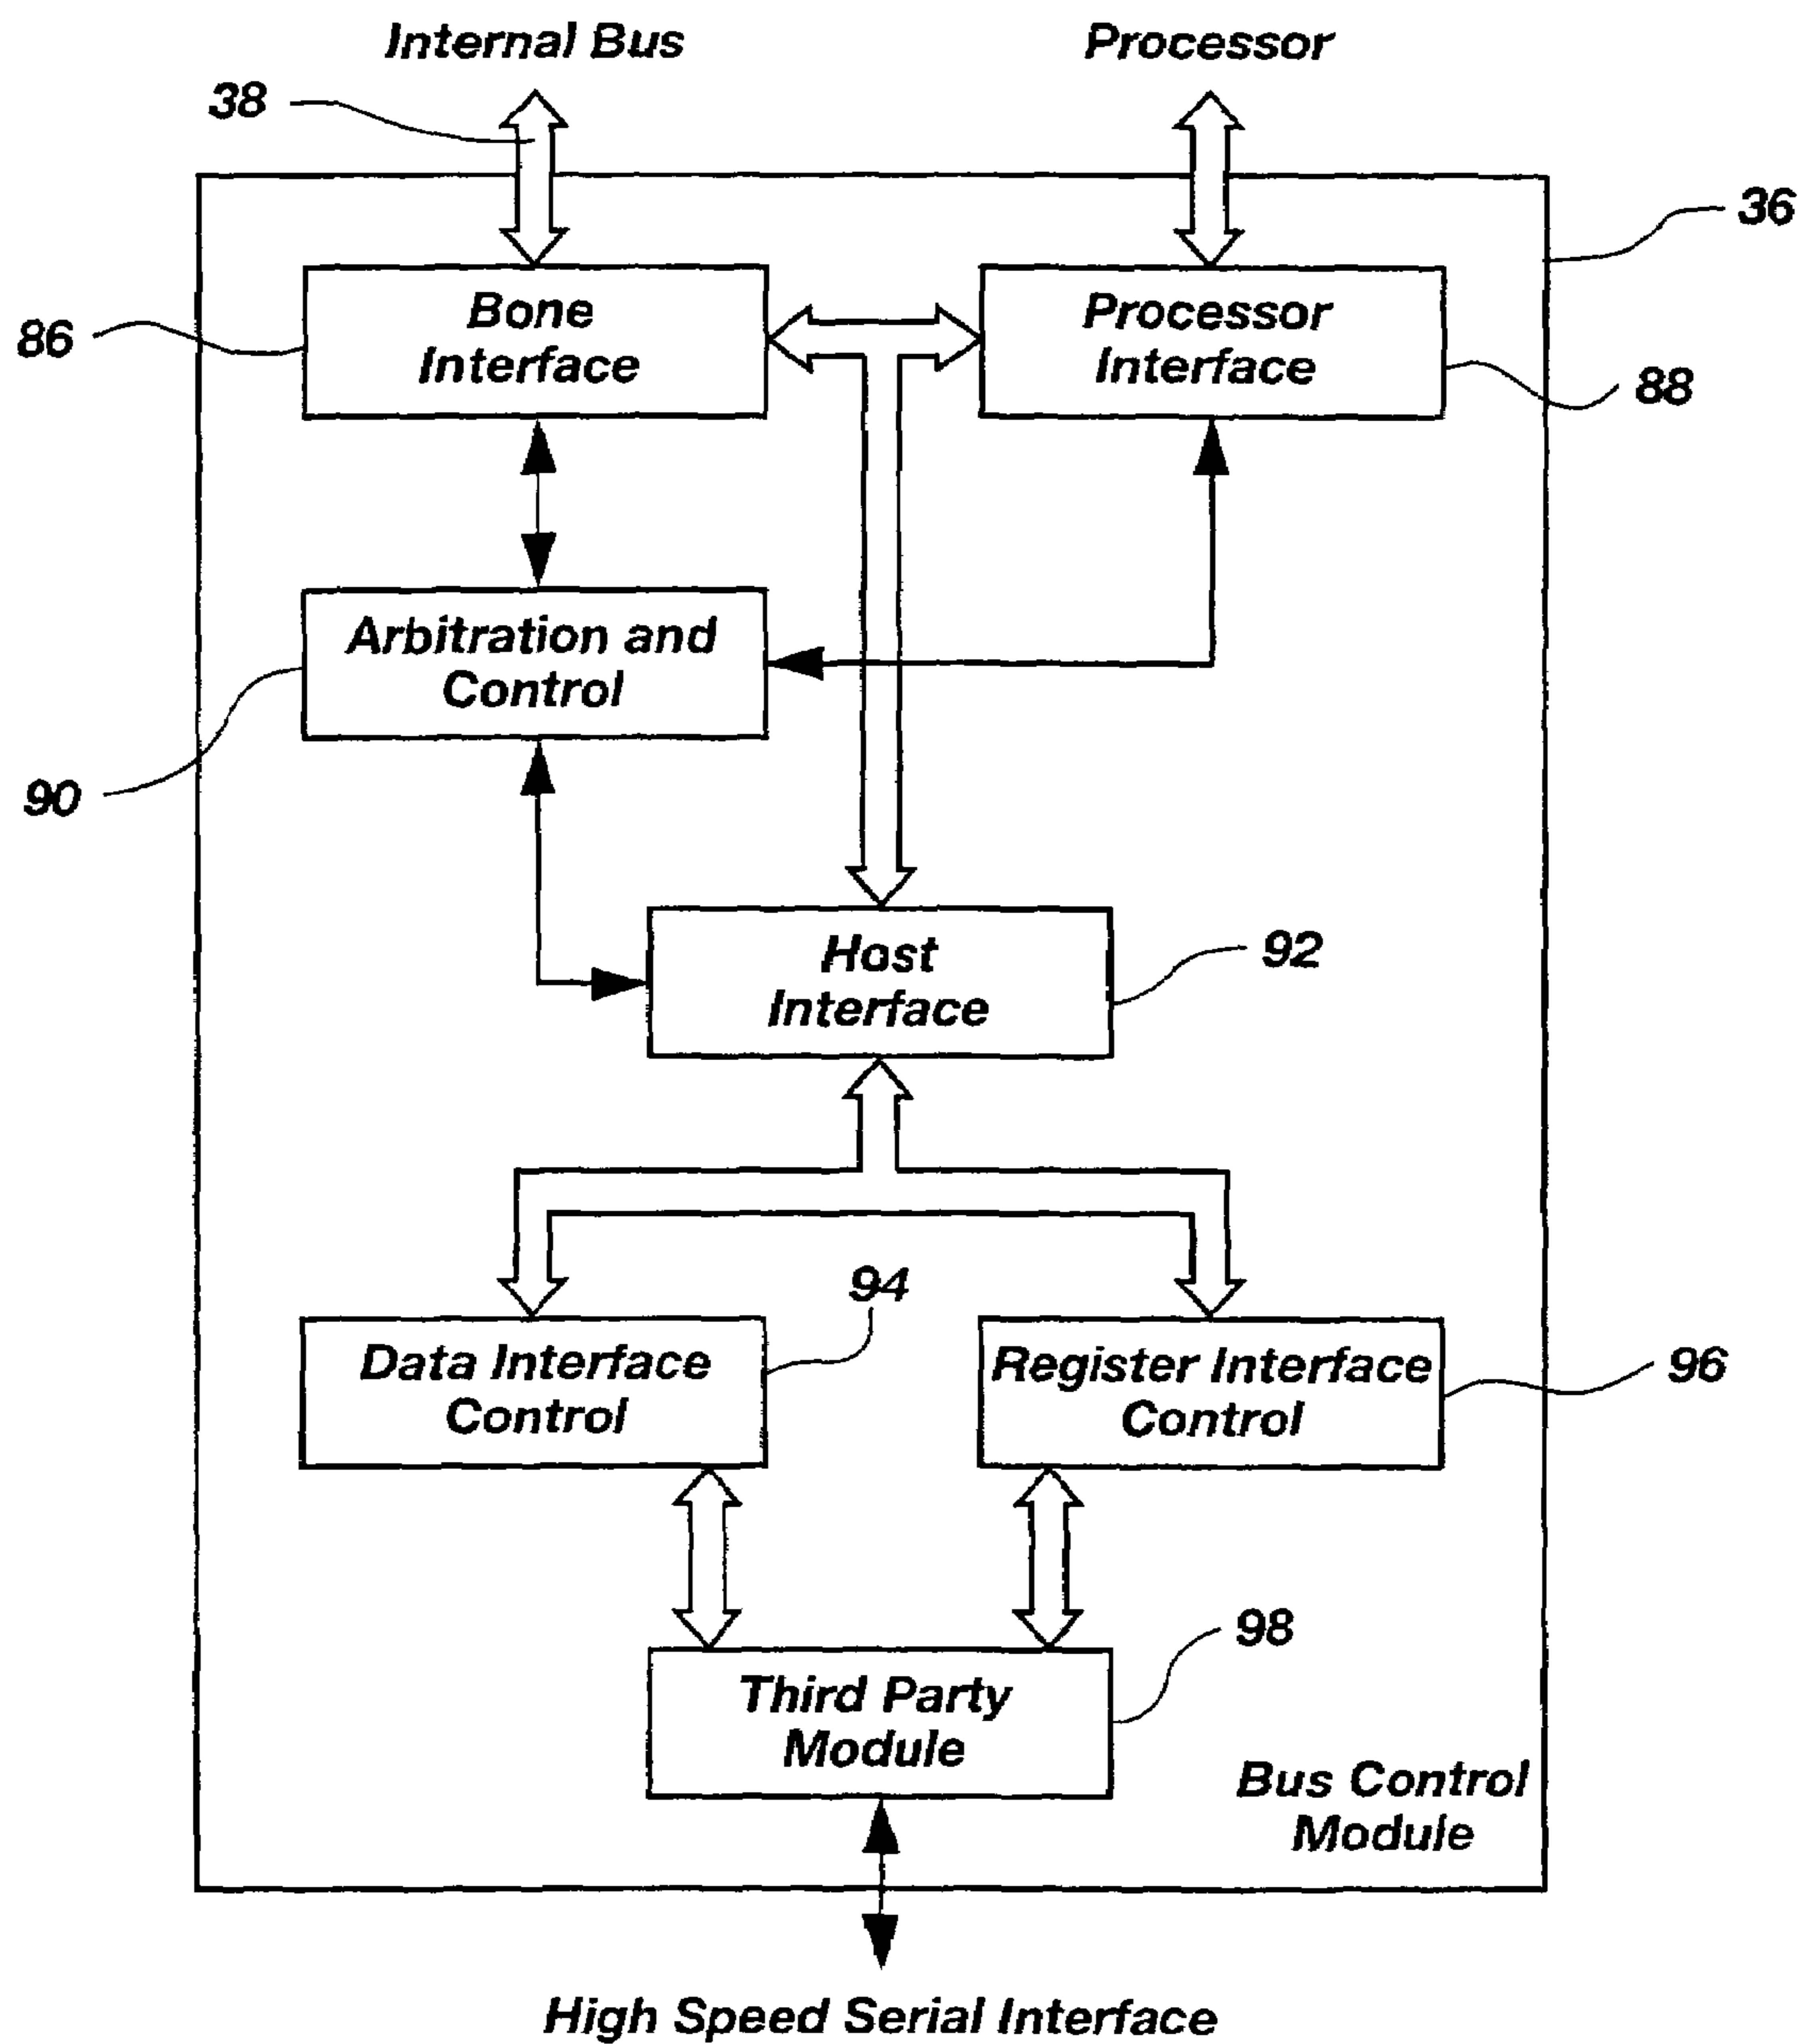 Internal Bus
Processor
38
36
Bone
Interface
Processor
Interface
86
88
Arbitration and
Control
90
Host
Interface
92
94
Data Interface
Control
Register Interface
Control
96
98
Third Party
Module
Bus Control
Module
High Speed Serial Interface